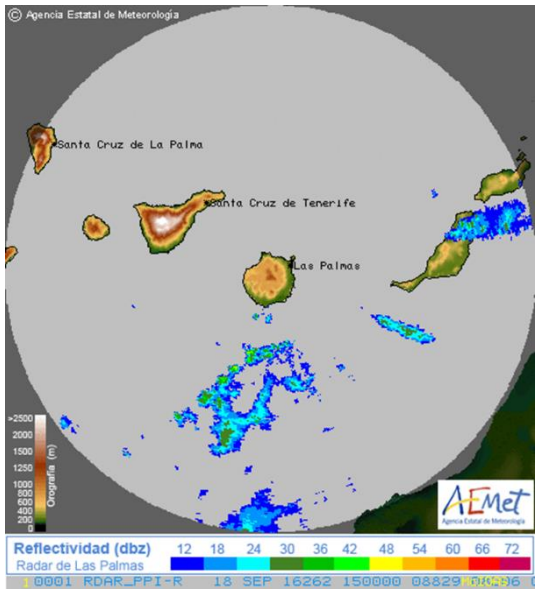 © Agencia Estatal de Meteorología
Santa Cruz de La Palma
Santa Cruz de Tenerife
Las Palmas
>2500
2000
1500
1250
1000
800
600
400
200
0
Orografía (m)
AEMet
Agencia Estatal de Meteorología
Reflectividad (dbz) 12 18 24 30 36 42 48 54 60 66 72
Radar de Las Palmas
1 0001 RDAR_PPI-R 18 SEP 16262 150000 08829